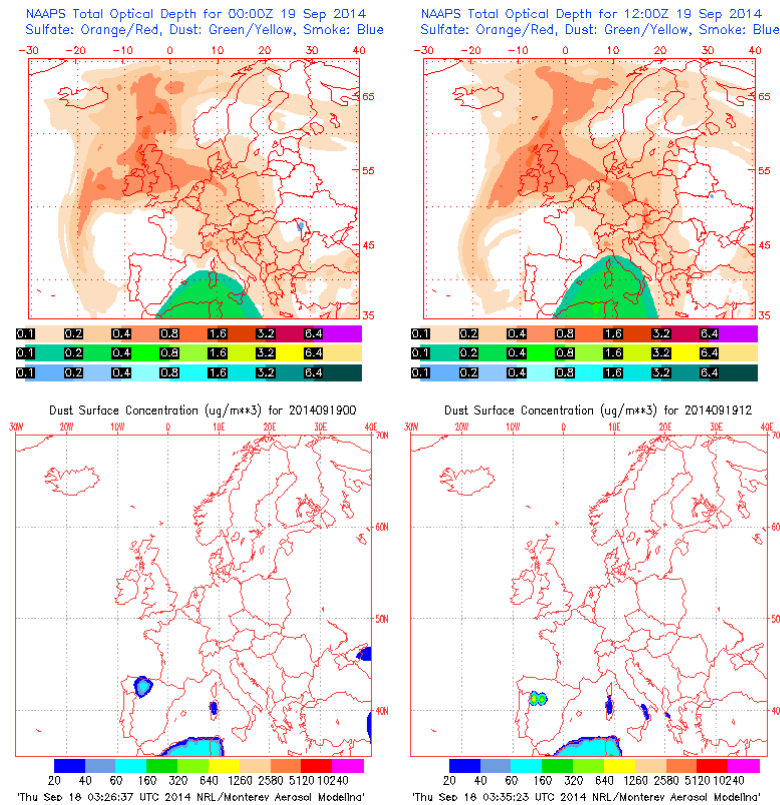 NAAPS Total Optical Depth for 00:00Z 19 Sep 2014
Sulfate: Orange/Red, Dust: Green/Yellow, Smoke: Blue
-30 -20 -10 0 10 20 30 40
65
55
45
35
0.1 0.2 0.4 0.8 1.6 3.2 6.4
0.1 0.2 0.4 0.8 1.6 3.2 6.4
0.1 0.2 0.4 0.8 1.6 3.2 6.4
NAAPS Total Optical Depth for 12:00Z 19 Sep 2014
Sulfate: Orange/Red, Dust: Green/Yellow, Smoke: Blue
-30 -20 -10 0 10 20 30 40
65
55
45
35
0.1 0.2 0.4 0.8 1.6 3.2 6.4
0.1 0.2 0.4 0.8 1.6 3.2 6.4
0.1 0.2 0.4 0.8 1.6 3.2 6.4
Dust Surface Concentration (ug/m**3) for 2014091900
30W 20W 10W 0 10E 20E 30E 40E
70N
60N
50N
40N
20 40 60 160 320 640 1260 2580 5120 10240
'Thu Sep 18 03:26:37 UTC 2014 NRL/Monterey Aerosol Modeling'
Dust Surface Concentration (ug/m**3) for 2014091912
30W 20W 10W 0 10E 20E 30E 40E
70N
60N
50N
40N
20 40 60 160 320 640 1260 2580 5120 10240
'Thu Sep 18 03:35:23 UTC 2014 NRL/Monterey Aerosol Modeling'